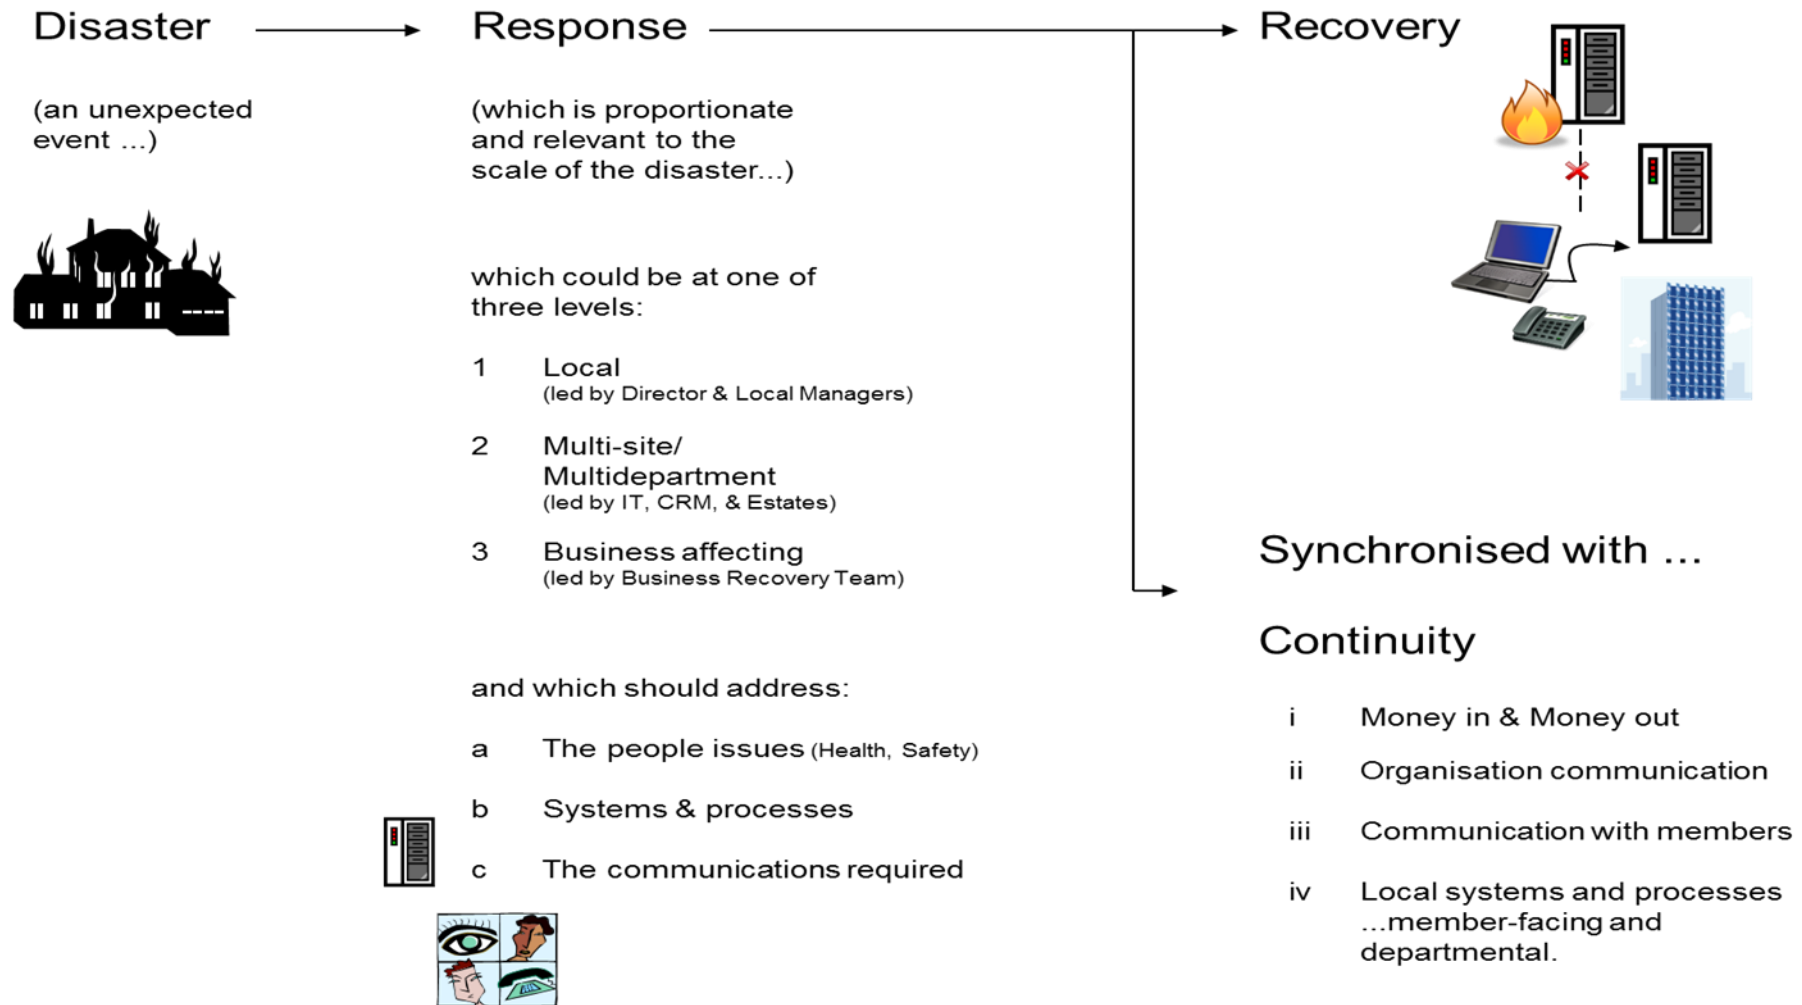 Disaster
(an unexpected
event ...)
Response
(which is proportionate
and relevant to the
scale of the disaster...)
which could be at one of
three levels:
1 Local
(led by Director & Local Managers)
2 Multi-site/
Multidepartment
(led by IT, CRM, & Estates)
3 Business affecting
(led by Business Recovery Team)
and which should address:
a The people issues (Health, Safety)
b Systems & processes
c The communications required
Recovery
Synchronised with ...
Continuity
i Money in & Money out
ii Organisation communication
iii Communication with members
iv Local systems and processes
...member-facing and
departmental.